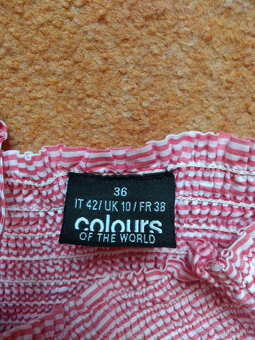 36
IT 42/ UK 10 / FR 38
colours
OF THE WORLD